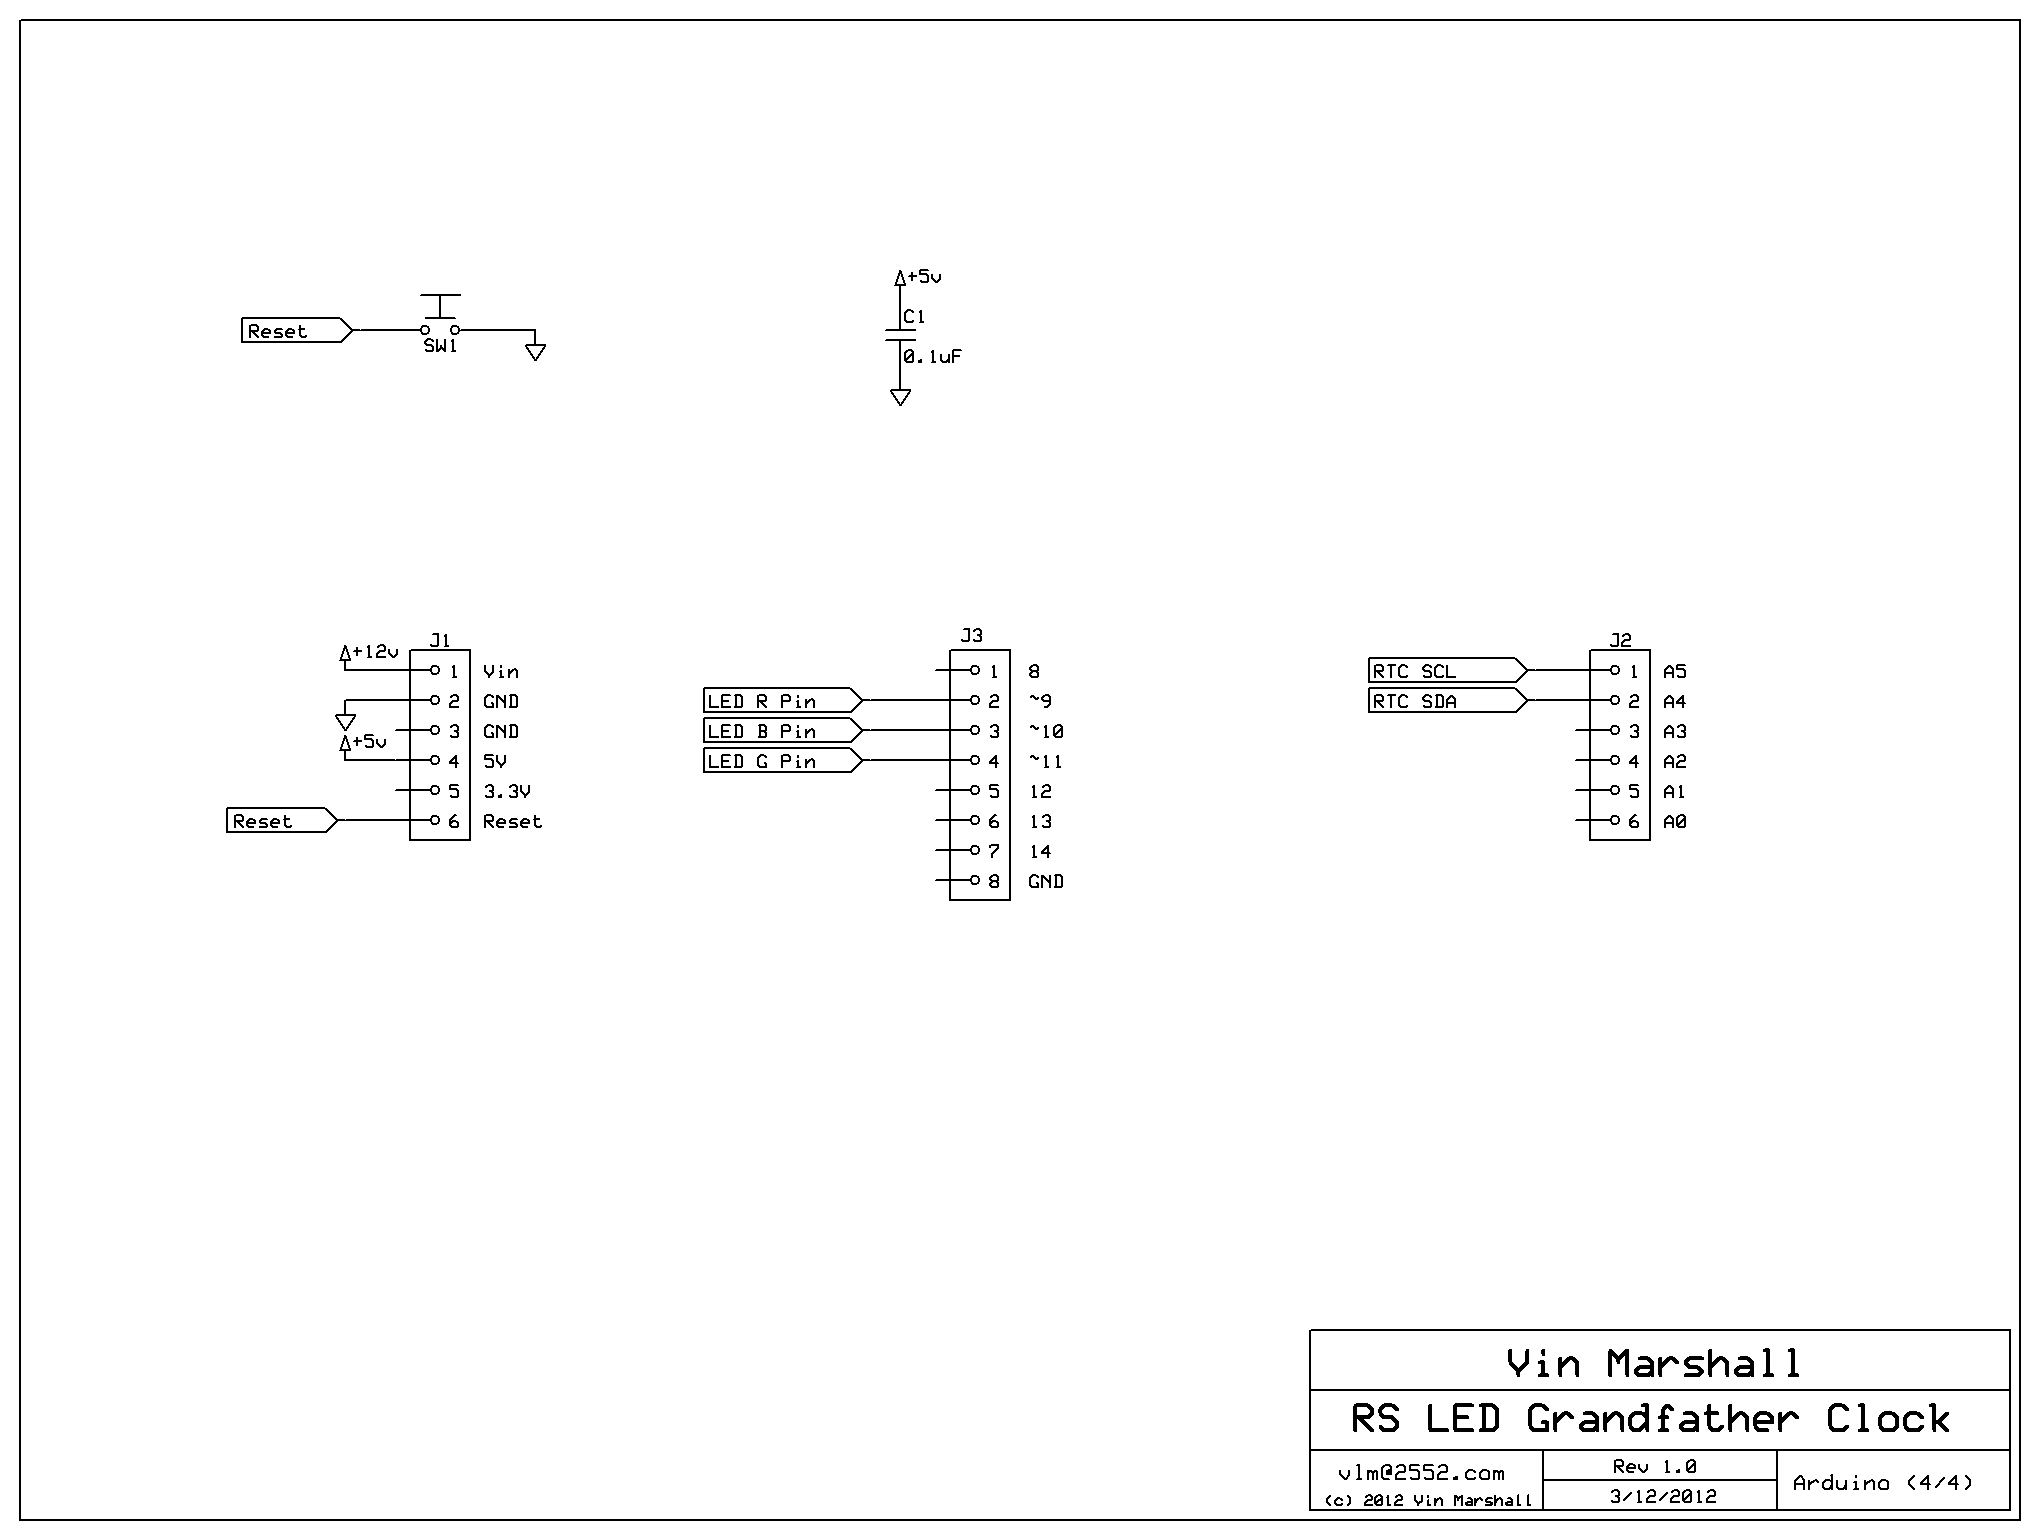 +5v
C1
Reset
SW1
0.1uF
J1
+12v
1 Vin
2 GND
3 GND
+5v
4 5V
5 3.3V
Reset 6 Reset
J3
1 8
LED R Pin 2 ~9
LED B Pin 3 ~10
LED G Pin 4 ~11
5 12
6 13
7 14
8 GND
J2
RTC SCL 1 A5
RTC SDA 2 A4
3 A3
4 A2
5 A1
6 A0
Vin Marshall
RS LED Grandfather Clock
vlm@2552.com
(c) 2012 Vin Marshall
Rev 1.0
3/12/2012
Arduino (4/4)